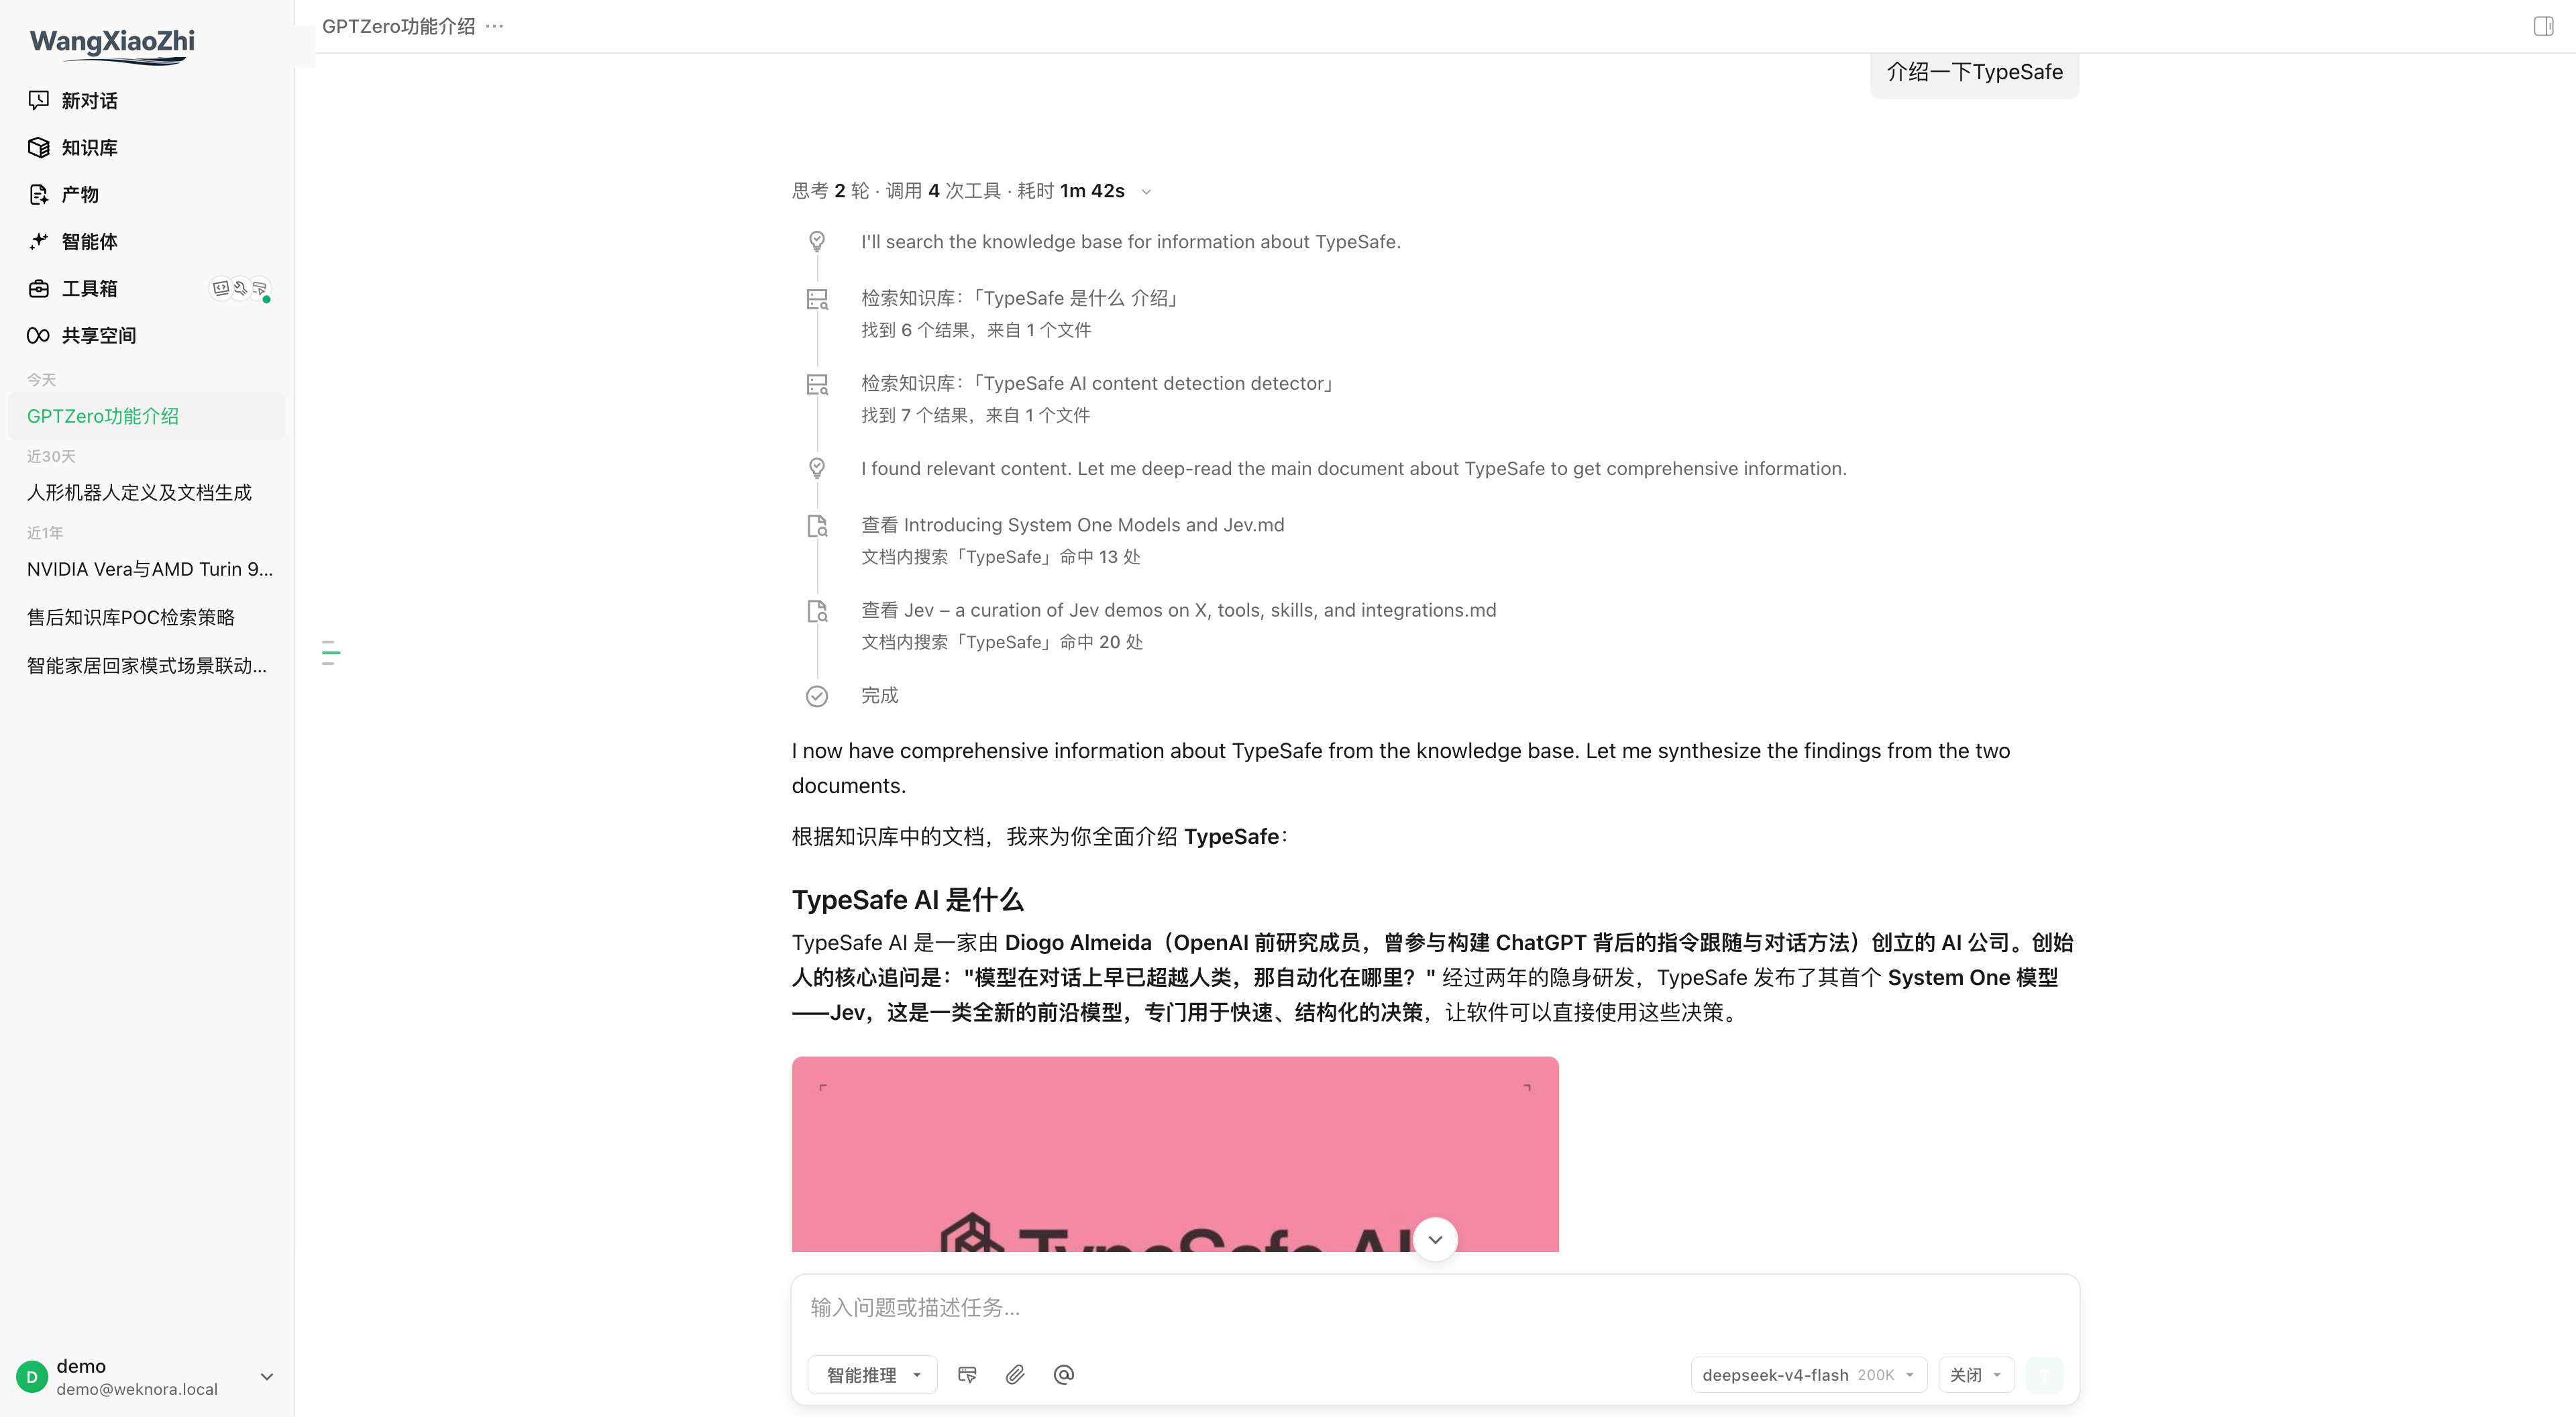 WangXiaoZhi
新对话
知识库
产物
智能体
工具箱
共享空间
今天
GPTZero功能介绍
近30天
人形机器人定义及文档生成
近1年
NVIDIA Vera与AMD Turin 9...
售后知识库POC检索策略
智能家居回家模式场景联动...
D
demo
demo@weknora.local
GPTZero功能介绍 ···
介绍一下TypeSafe
思考 2 轮 · 调用 4 次工具 · 耗时 1m 42s
I'll search the knowledge base for information about TypeSafe.
检索知识库：「TypeSafe 是什么 介绍」
找到 6 个结果，来自 1 个文件
检索知识库：「TypeSafe AI content detection detector」
找到 7 个结果，来自 1 个文件
I found relevant content. Let me deep-read the main document about TypeSafe to get comprehensive information.
查看 Introducing System One Models and Jev.md
文档内搜索「TypeSafe」命中 13 处
查看 Jev – a curation of Jev demos on X, tools, skills, and integrations.md
文档内搜索「TypeSafe」命中 20 处
完成
I now have comprehensive information about TypeSafe from the knowledge base. Let me synthesize the findings from the two
documents.
根据知识库中的文档，我来为你全面介绍 TypeSafe：
TypeSafe AI 是什么
TypeSafe AI 是一家由 Diogo Almeida（OpenAI 前研究成员，曾参与构建 ChatGPT 背后的指令跟随与对话方法）创立的 AI 公司。创始
人的核心追问是："模型在对话上早已超越人类，那自动化在哪里？" 经过两年的隐身研发，TypeSafe 发布了其首个 System One 模型
——Jev，这是一类全新的前沿模型，专门用于快速、结构化的决策，让软件可以直接使用这些决策。
TypeSafe AI
输入问题或描述任务...
智能推理
deepseek-v4-flash 200K
关闭